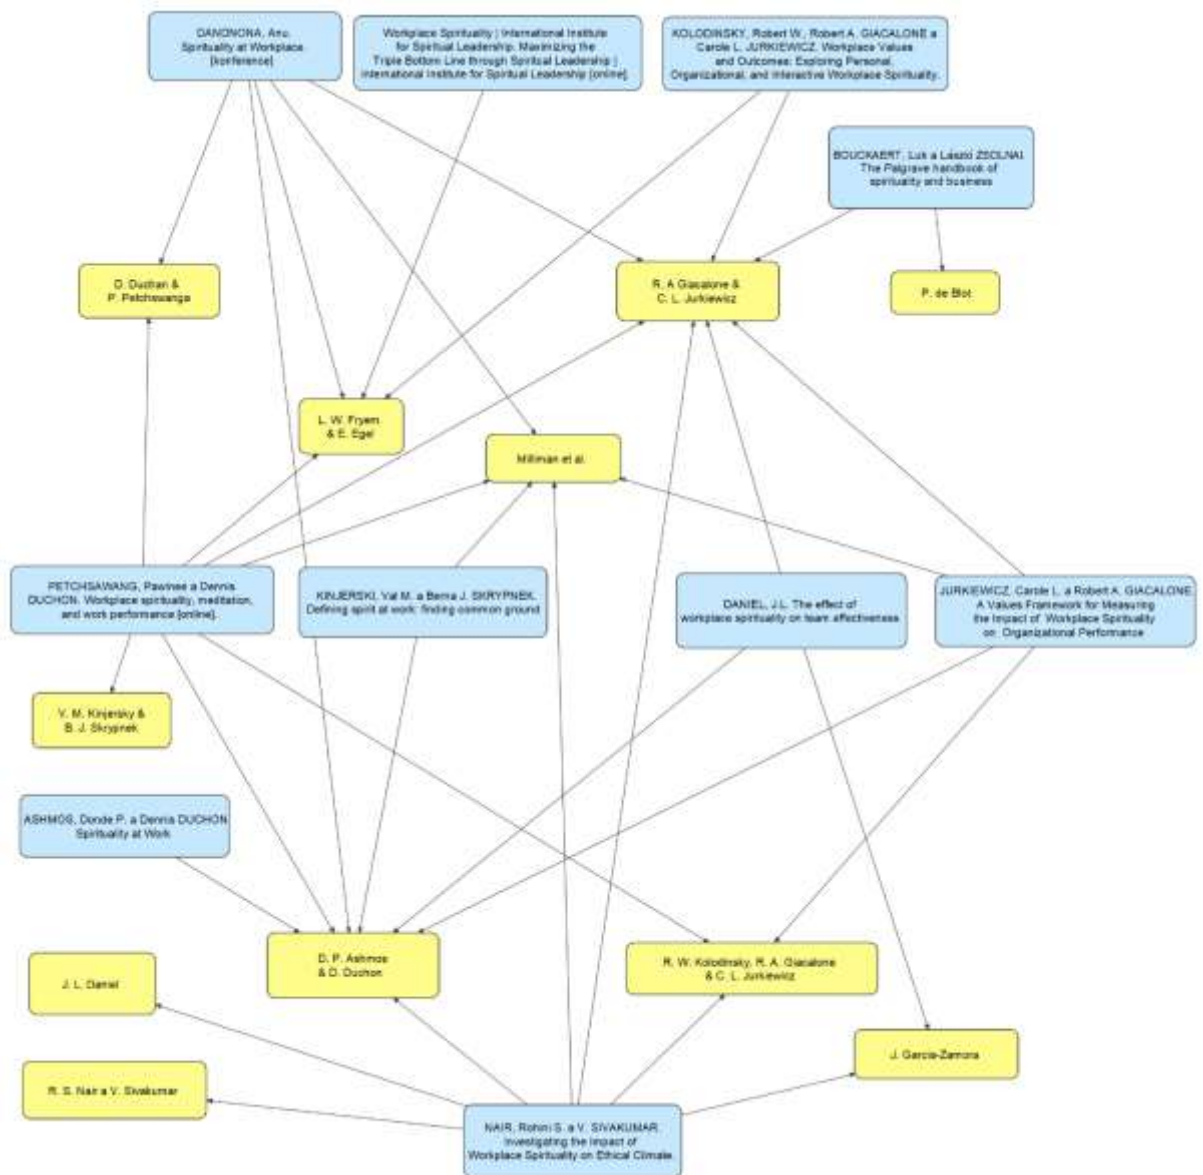 DANONONA, Anu.
Spirituality at Workplace.
[konference]
Workplace Spirituality | International Institute
for Spiritual Leadership. Maximizing the
Triple Bottom Line through Spiritual Leadership |
International Institute for Spiritual Leadership [online].
KOLODINSKY, Robert W., Robert A. GIACALONE a
Carole L. JURKIEWICZ. Workplace Values
and Outcomes: Exploring Personal,
Organizational, and Interactive Workplace Spirituality.
BOUCKAERT, Luk a László ZSOLNAI.
The Palgrave handbook of
spirituality and business
D. Duchan &
P. Petchswanga
R. A Giacalone &
C. L. Jurkiewicz
P. de Blot
L. W. Fryem
& E. Egel
Milliman et al.
PETCHSAWANG, Pawinee a Dennis
DUCHON. Workplace spirituality, meditation,
and work performance [online].
KINJERSKI, Val M. a Berna J. SKRYPNEK.
Defining spirit at work: finding common ground
DANIEL, J.L. The effect of
workplace spirituality on team effectiveness
JURKIEWICZ, Carole L. a Robert A. GIACALONE.
A Values Framework for Measuring
the Impact of Workplace Spirituality
on Organizational Performance
V. M. Kinjersky &
B. J. Skrypnek
ASHMOS, Donde P. a Dennis DUCHON
Spirituality at Work
D. P. Ashmos
& D. Duchon
R. W. Kolodinsky, R. A. Giacalone
& C. L. Jurkiewicz
J. L. Daniel
J. Garcia-Zamora
R. S. Nair a V. Sivakumar
NAIR, Rohini S. a V. SIVAKUMAR.
Investigating the Impact of
Workplace Spirituality on Ethical Climate.